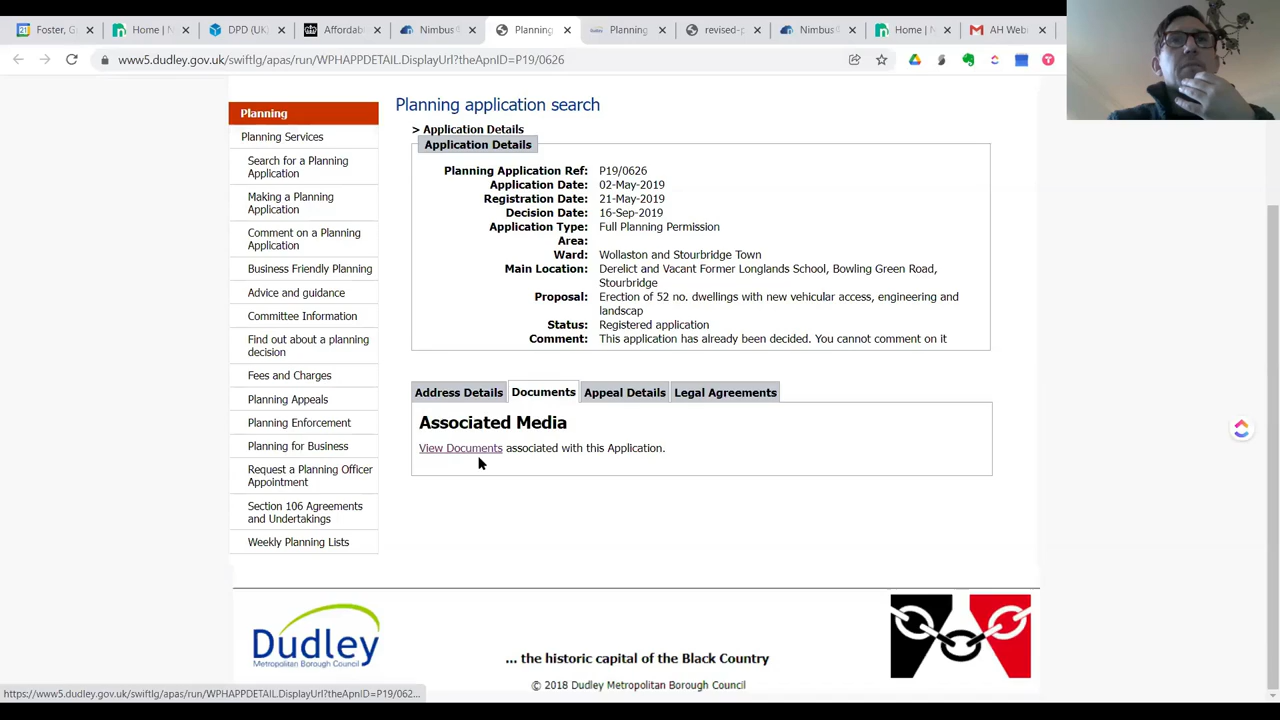 Foster, G
Home | N
DPD (UK
Affordabl
Nimbus®
Planning
Planning
revised-p
Nimbus®
Home | N
AH Web
www5.dudley.gov.uk/swiftlg/apas/run/WPHAPPDETAIL.DisplayUrl?theApnID=P19/0626
T
Planning
Planning Services
Search for a Planning
Application
Making a Planning
Application
Comment on a Planning
Application
Business Friendly Planning
Advice and guidance
Committee Information
Find out about a planning
decision
Fees and Charges
Planning Appeals
Planning Enforcement
Planning for Business
Request a Planning Officer
Appointment
Section 106 Agreements
and Undertakings
Weekly Planning Lists
Planning application search
> Application Details
Application Details
Planning Application Ref: P19/0626
Application Date: 02-May-2019
Registration Date: 21-May-2019
Decision Date: 16-Sep-2019
Application Type: Full Planning Permission
Area:
Ward: Wollaston and Stourbridge Town
Main Location: Derelict and Vacant Former Longlands School, Bowling Green Road,
Stourbridge
Proposal: Erection of 52 no. dwellings with new vehicular access, engineering and
landscap
Status: Registered application
Comment: This application has already been decided. You cannot comment on it
Address Details Documents Appeal Details Legal Agreements
Associated Media
View Documents associated with this Application.
Dudley
Metropolitan Borough Council
... the historic capital of the Black Country
© 2018 Dudley Metropolitan Borough Council
https://www5.dudley.gov.uk/swiftlg/apas/run/WPHAPPDETAIL.DisplayUrl?theApnID=P19/062...